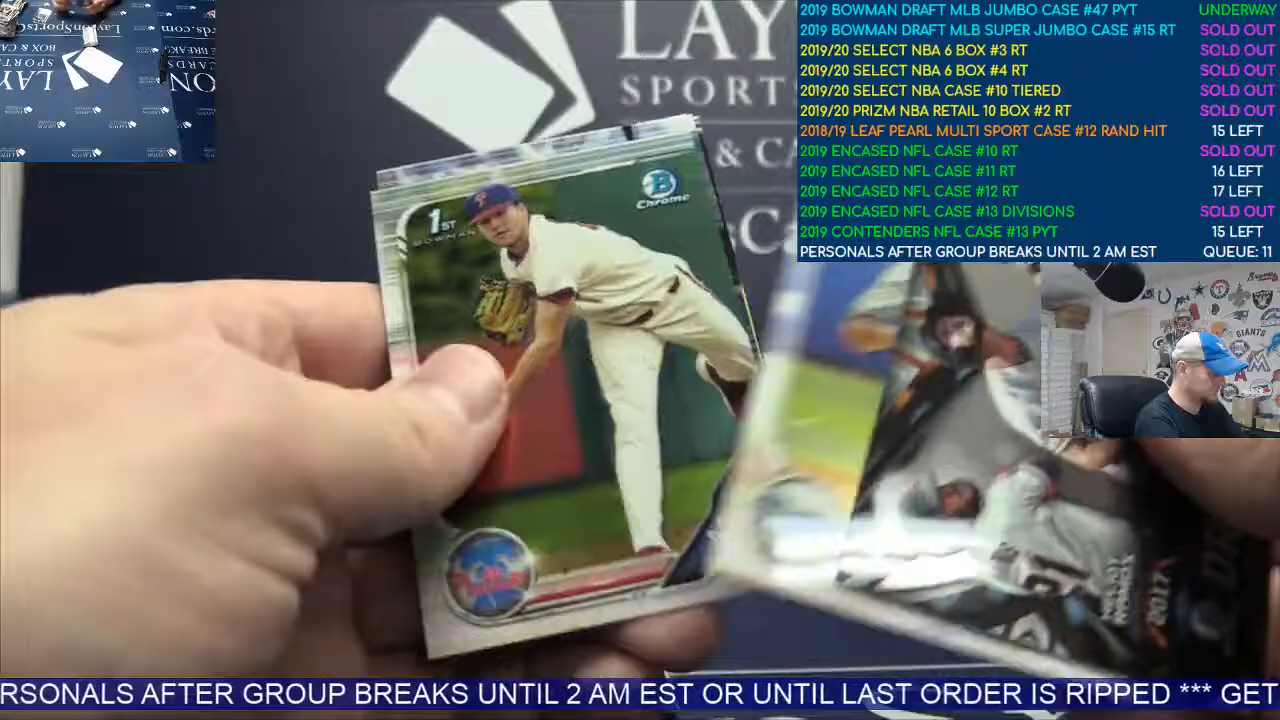 2019 BOWMAN DRAFT MLB JUMBO CASE #47 PYT UNDERWAY
2019 BOWMAN DRAFT MLB SUPER JUMBO CASE #15 RT SOLD OUT
2019/20 SELECT NBA 6 BOX #3 RT SOLD OUT
2019/20 SELECT NBA 6 BOX #4 RT SOLD OUT
2019/20 SELECT NBA CASE #10 TIERED SOLD OUT
2019/20 PRIZM NBA RETAIL 10 BOX #2 RT SOLD OUT
2018/19 LEAF PEARL MULTI SPORT CASE #12 RAND HIT 15 LEFT
2019 ENCASED NFL CASE #10 RT SOLD OUT
2019 ENCASED NFL CASE #11 RT 16 LEFT
2019 ENCASED NFL CASE #12 RT 17 LEFT
2019 ENCASED NFL CASE #13 DIVISIONS SOLD OUT
2019 CONTENDERS NFL CASE #13 PYT 15 LEFT
PERSONALS AFTER GROUP BREAKS UNTIL 2 AM EST QUEUE: 11
LAY
SPORT
& CA
sCa
B
Chrome
1ST
BOWMAN
GIANTS
RSONALS AFTER GROUP BREAKS UNTIL 2 AM EST OR UNTIL LAST ORDER IS RIPPED *** GET